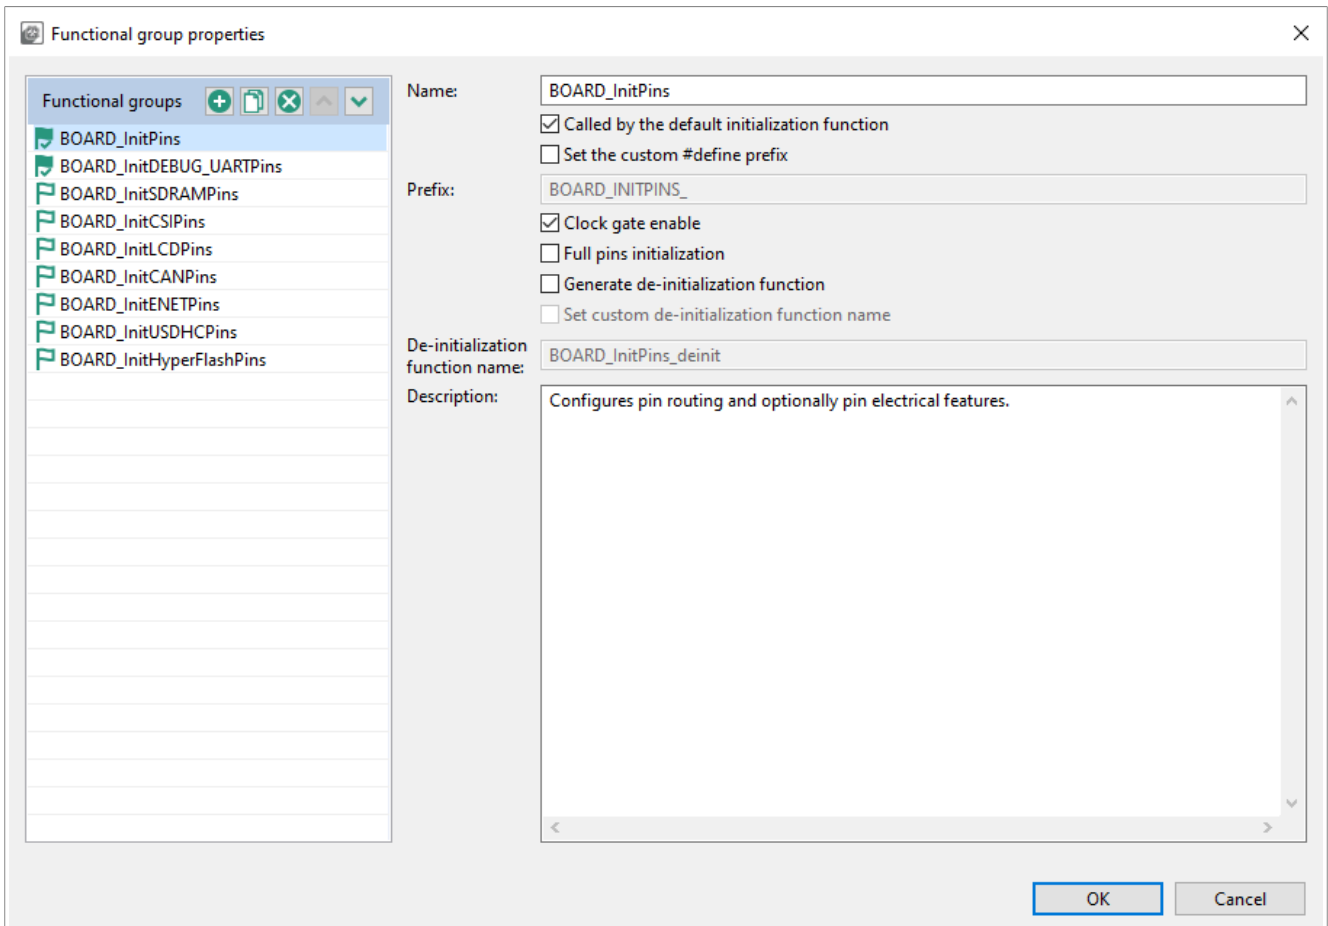 Functional group properties
Functional groups
BOARD_InitPins
BOARD_InitDEBUG_UARTPins
BOARD_InitSDRAMPins
BOARD_InitCSIPins
BOARD_InitLCDPins
BOARD_InitCANPins
BOARD_InitENETPins
BOARD_InitUSDHCPins
BOARD_InitHyperFlashPins
Name: BOARD_InitPins
Called by the default initialization function
Set the custom #define prefix
Prefix: BOARD_INITPINS_
Clock gate enable
Full pins initialization
Generate de-initialization function
Set custom de-initialization function name
De-initialization
function name: BOARD_InitPins_deinit
Description: Configures pin routing and optionally pin electrical features.
OK Cancel